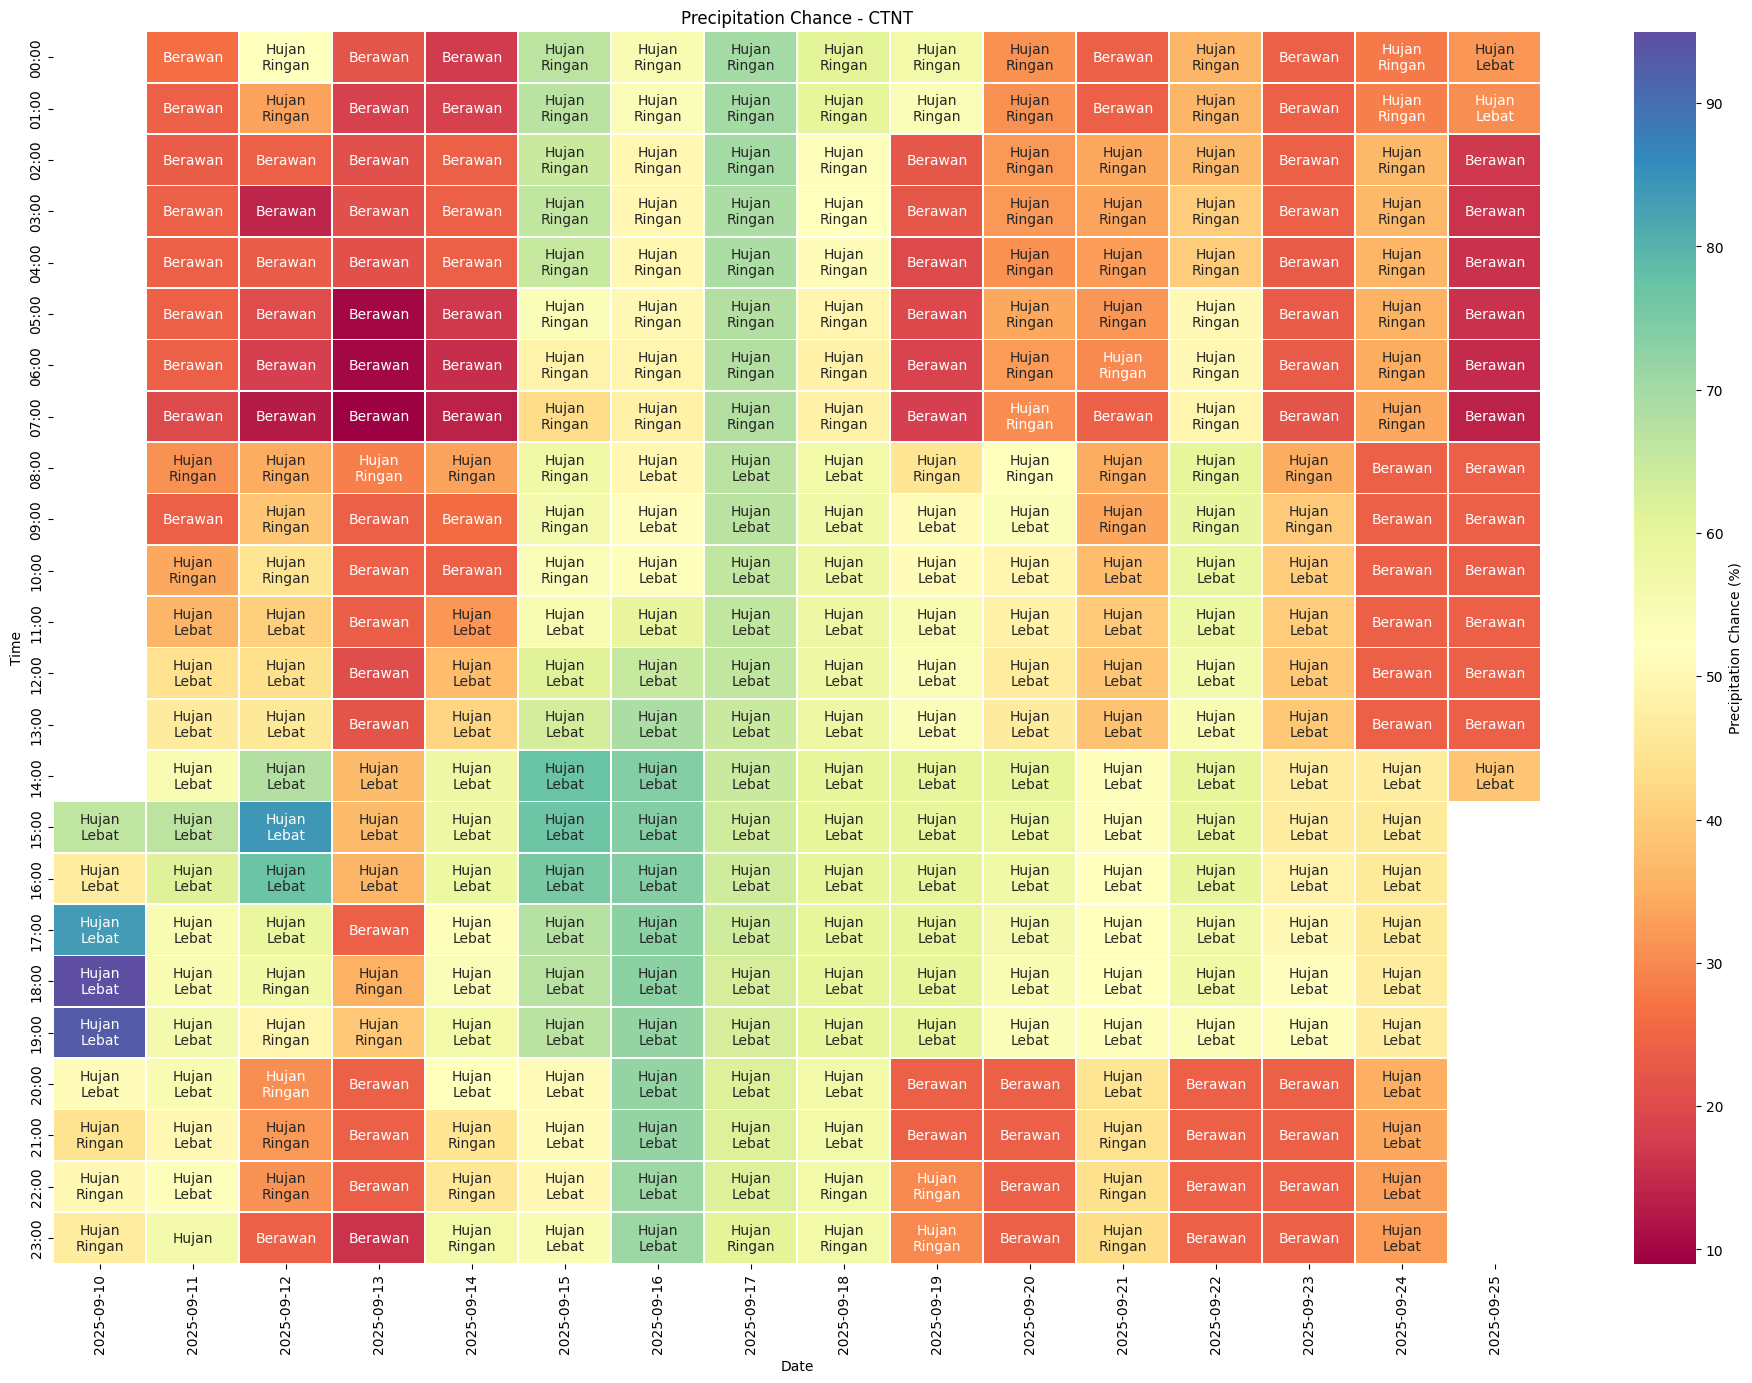 Precipitation Chance - CTNT
Time
00:00 Berawan Hujan Ringan Berawan Berawan Hujan Ringan Hujan Ringan Hujan Ringan Hujan Ringan Hujan Ringan Hujan Ringan Berawan Hujan Ringan Berawan Hujan Ringan Hujan Lebat
01:00 Berawan Hujan Ringan Berawan Berawan Hujan Ringan Hujan Ringan Hujan Ringan Hujan Ringan Hujan Ringan Hujan Ringan Berawan Hujan Ringan Berawan Hujan Ringan Hujan Lebat
02:00 Berawan Berawan Berawan Berawan Hujan Ringan Hujan Ringan Hujan Ringan Hujan Ringan Berawan Hujan Ringan Hujan Ringan Hujan Ringan Berawan Hujan Ringan Berawan
03:00 Berawan Berawan Berawan Berawan Hujan Ringan Hujan Ringan Hujan Ringan Hujan Ringan Berawan Hujan Ringan Hujan Ringan Hujan Ringan Berawan Hujan Ringan Berawan
04:00 Berawan Berawan Berawan Berawan Hujan Ringan Hujan Ringan Hujan Ringan Hujan Ringan Berawan Hujan Ringan Hujan Ringan Hujan Ringan Berawan Hujan Ringan Berawan
05:00 Berawan Berawan Berawan Berawan Hujan Ringan Hujan Ringan Hujan Ringan Hujan Ringan Berawan Hujan Ringan Hujan Ringan Hujan Ringan Berawan Hujan Ringan Berawan
06:00 Berawan Berawan Berawan Berawan Hujan Ringan Hujan Ringan Hujan Ringan Hujan Ringan Berawan Hujan Ringan Hujan Ringan Hujan Ringan Berawan Hujan Ringan Berawan
07:00 Berawan Berawan Berawan Berawan Hujan Ringan Hujan Ringan Hujan Ringan Hujan Ringan Berawan Hujan Ringan Berawan Hujan Ringan Berawan Hujan Ringan Berawan
08:00 Hujan Ringan Hujan Ringan Hujan Ringan Hujan Ringan Hujan Ringan Hujan Lebat Hujan Lebat Hujan Lebat Hujan Ringan Hujan Ringan Hujan Ringan Hujan Ringan Hujan Ringan Berawan Berawan
09:00 Berawan Hujan Ringan Berawan Berawan Hujan Ringan Hujan Lebat Hujan Lebat Hujan Lebat Hujan Lebat Hujan Lebat Hujan Ringan Hujan Ringan Hujan Ringan Berawan Berawan
10:00 Hujan Ringan Hujan Ringan Berawan Berawan Hujan Ringan Hujan Lebat Hujan Lebat Hujan Lebat Hujan Lebat Hujan Lebat Hujan Lebat Hujan Lebat Hujan Lebat Berawan Berawan
11:00 Hujan Lebat Hujan Lebat Berawan Hujan Lebat Hujan Lebat Hujan Lebat Hujan Lebat Hujan Lebat Hujan Lebat Hujan Lebat Hujan Lebat Hujan Lebat Hujan Lebat Berawan Berawan
12:00 Hujan Lebat Hujan Lebat Berawan Hujan Lebat Hujan Lebat Hujan Lebat Hujan Lebat Hujan Lebat Hujan Lebat Hujan Lebat Hujan Lebat Hujan Lebat Hujan Lebat Berawan Berawan
13:00 Hujan Lebat Hujan Lebat Berawan Hujan Lebat Hujan Lebat Hujan Lebat Hujan Lebat Hujan Lebat Hujan Lebat Hujan Lebat Hujan Lebat Hujan Lebat Hujan Lebat Berawan Berawan
14:00 Hujan Lebat Hujan Lebat Hujan Lebat Hujan Lebat Hujan Lebat Hujan Lebat Hujan Lebat Hujan Lebat Hujan Lebat Hujan Lebat Hujan Lebat Hujan Lebat Hujan Lebat Hujan Lebat Hujan Lebat
15:00 Hujan Lebat Hujan Lebat Hujan Lebat Hujan Lebat Hujan Lebat Hujan Lebat Hujan Lebat Hujan Lebat Hujan Lebat Hujan Lebat Hujan Lebat Hujan Lebat Hujan Lebat Hujan Lebat Hujan Lebat
16:00 Hujan Lebat Hujan Lebat Hujan Lebat Hujan Lebat Hujan Lebat Hujan Lebat Hujan Lebat Hujan Lebat Hujan Lebat Hujan Lebat Hujan Lebat Hujan Lebat Hujan Lebat Hujan Lebat Hujan Lebat
17:00 Hujan Lebat Hujan Lebat Hujan Lebat Berawan Hujan Lebat Hujan Lebat Hujan Lebat Hujan Lebat Hujan Lebat Hujan Lebat Hujan Lebat Hujan Lebat Hujan Lebat Hujan Lebat Hujan Lebat
18:00 Hujan Lebat Hujan Lebat Hujan Ringan Hujan Ringan Hujan Lebat Hujan Lebat Hujan Lebat Hujan Lebat Hujan Lebat Hujan Lebat Hujan Lebat Hujan Lebat Hujan Lebat Hujan Lebat Hujan Lebat
19:00 Hujan Lebat Hujan Lebat Hujan Ringan Hujan Ringan Hujan Lebat Hujan Lebat Hujan Lebat Hujan Lebat Hujan Lebat Hujan Lebat Hujan Lebat Hujan Lebat Hujan Lebat Hujan Lebat Hujan Lebat
20:00 Hujan Lebat Hujan Lebat Hujan Ringan Berawan Hujan Lebat Hujan Lebat Hujan Lebat Hujan Lebat Hujan Lebat Berawan Berawan Hujan Lebat Berawan Berawan Hujan Lebat
21:00 Hujan Ringan Hujan Lebat Hujan Ringan Berawan Hujan Ringan Hujan Lebat Hujan Lebat Hujan Lebat Hujan Lebat Berawan Berawan Hujan Ringan Berawan Berawan Hujan Lebat
22:00 Hujan Ringan Hujan Lebat Hujan Ringan Berawan Hujan Ringan Hujan Lebat Hujan Lebat Hujan Lebat Hujan Ringan Hujan Ringan Berawan Hujan Ringan Berawan Berawan Hujan Lebat
23:00 Hujan Ringan Hujan Berawan Berawan Hujan Ringan Hujan Lebat Hujan Lebat Hujan Ringan Hujan Ringan Hujan Ringan Berawan Hujan Ringan Berawan Berawan Hujan Lebat
2025-09-10 2025-09-11 2025-09-12 2025-09-13 2025-09-14 2025-09-15 2025-09-16 2025-09-17 2025-09-18 2025-09-19 2025-09-20 2025-09-21 2025-09-22 2025-09-23 2025-09-24 2025-09-25
Date
90
80
70
60
50
40
30
20
10
Precipitation Chance (%)